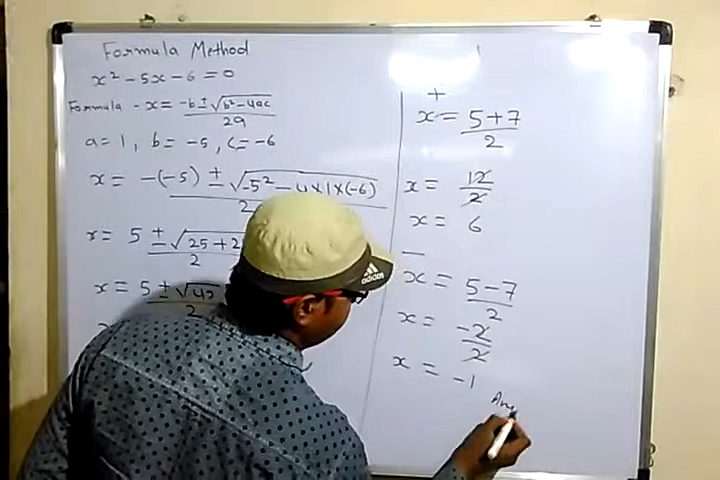 Formula Method
x² - 5x - 6 = 0
Formula - x = -b ± √b² - 4ac / 2a
a = 1, b = -5, c = -6
x = -(-5) ± √-5² - 4×1×(-6) / 2
x = 5 ± √25 + 2 / 2
x = 5 ± √49 / 2
+
x = 5 + 7 / 2
x = 12 / 2
x = 6
—
x = 5 - 7 / 2
x = -2 / 2
x = -1
Ans
adidas